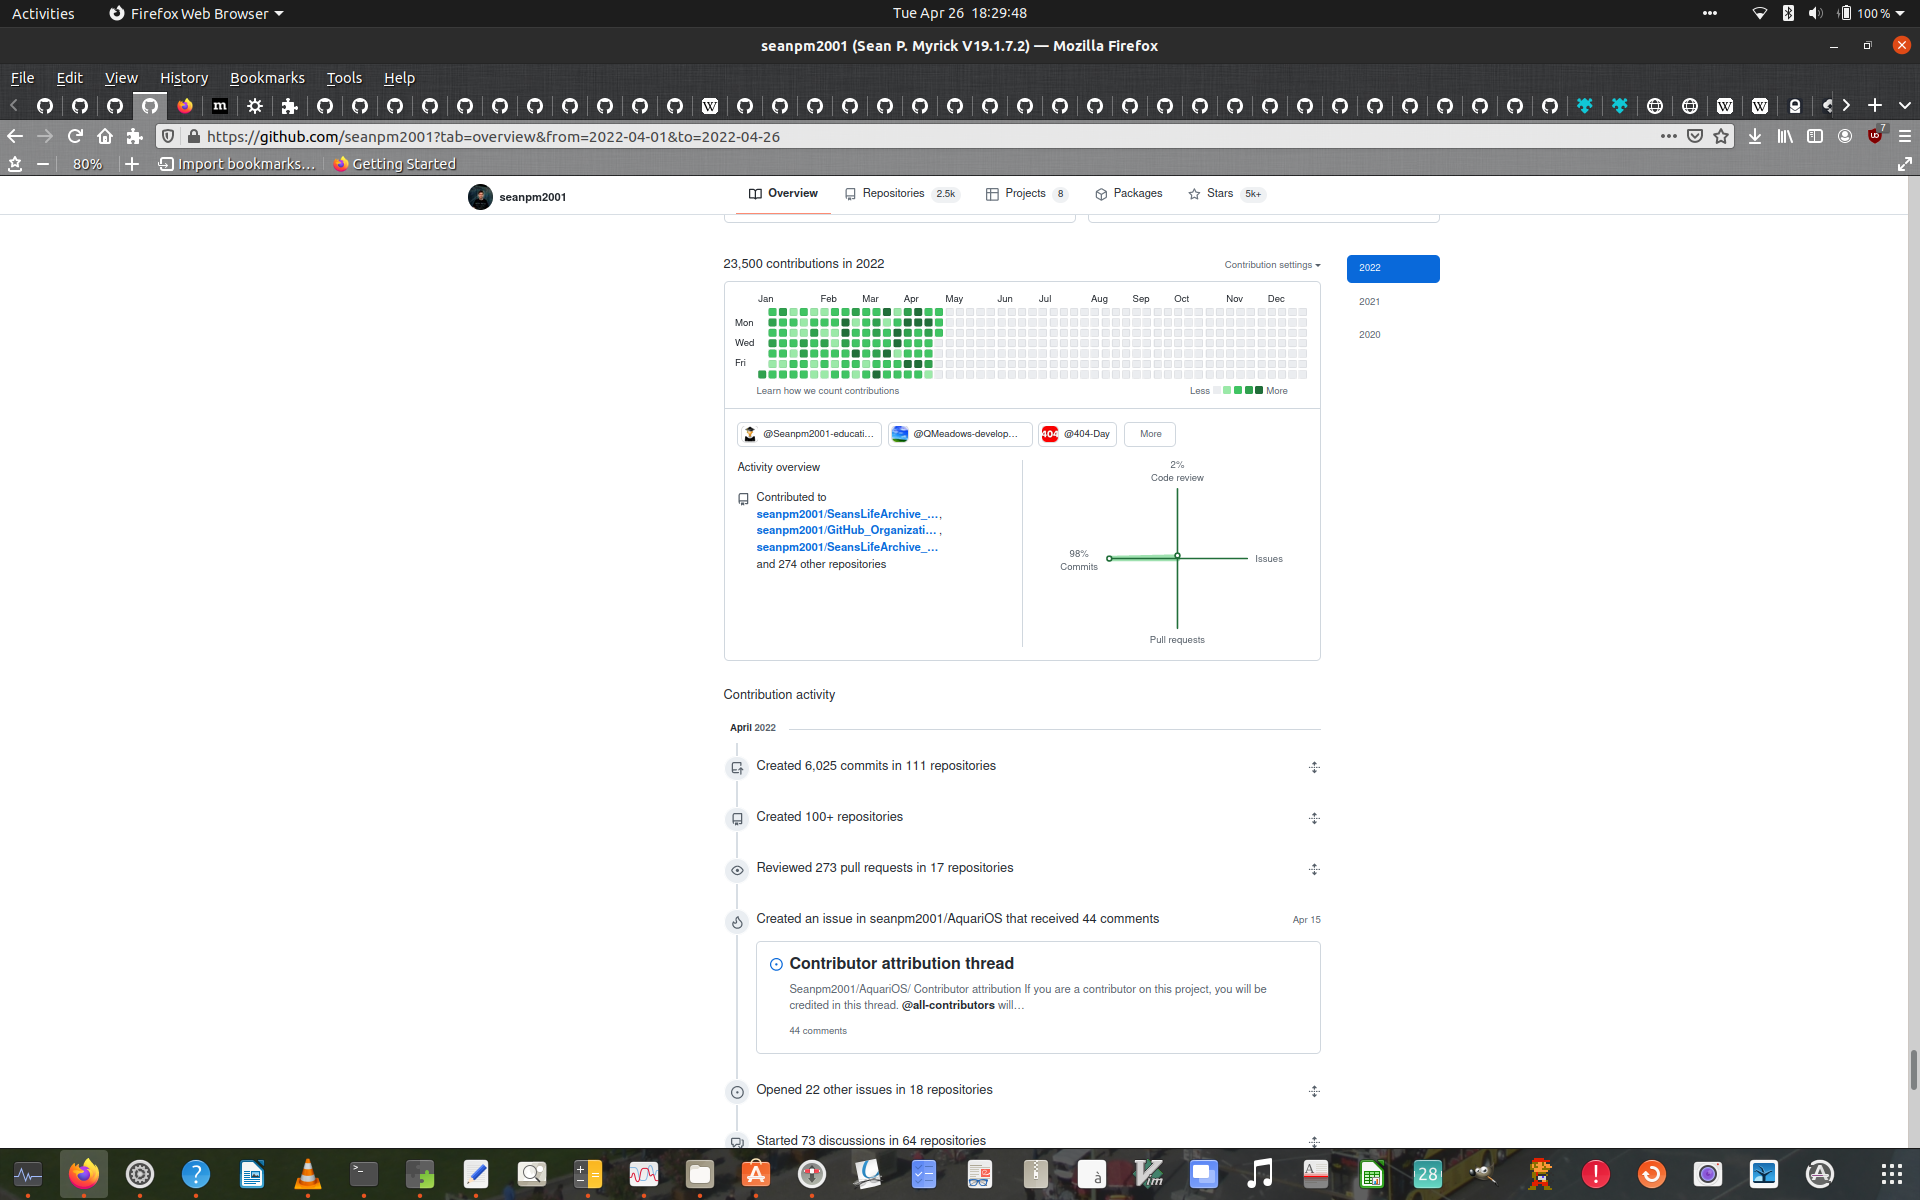 Activities
Firefox Web Browser
Tue Apr 26 18:29:48
100 %
seanpm2001 (Sean P. Myrick V19.1.7.2) — Mozilla Firefox
File Edit View History Bookmarks Tools Help
https://github.com/seanpm2001?tab=overview&from=2022-04-01&to=2022-04-26
7
80%
Import bookmarks...
Getting Started
seanpm2001
Overview
Repositories 2.5k
Projects 8
Packages
Stars 5k+
23,500 contributions in 2022
Contribution settings
2022
2021
2020
Jan Feb Mar Apr May Jun Jul Aug Sep Oct Nov Dec
Mon
Wed
Fri
Learn how we count contributions
Less More
@Seanpm2001-educati...
@QMeadows-develop...
404 @404-Day
More
Activity overview
Contributed to
seanpm2001/SeansLifeArchive_...,
seanpm2001/GitHub_Organizati... ,
seanpm2001/SeansLifeArchive_...
and 274 other repositories
2%
Code review
98%
Commits
Issues
Pull requests
Contribution activity
April 2022
Created 6,025 commits in 111 repositories
Created 100+ repositories
Reviewed 273 pull requests in 17 repositories
Created an issue in seanpm2001/AquariOS that received 44 comments
Apr 15
Contributor attribution thread
Seanpm2001/AquariOS/ Contributor attribution If you are a contributor on this project, you will be
credited in this thread. @all-contributors will...
44 comments
Opened 22 other issues in 18 repositories
Started 73 discussions in 64 repositories
28